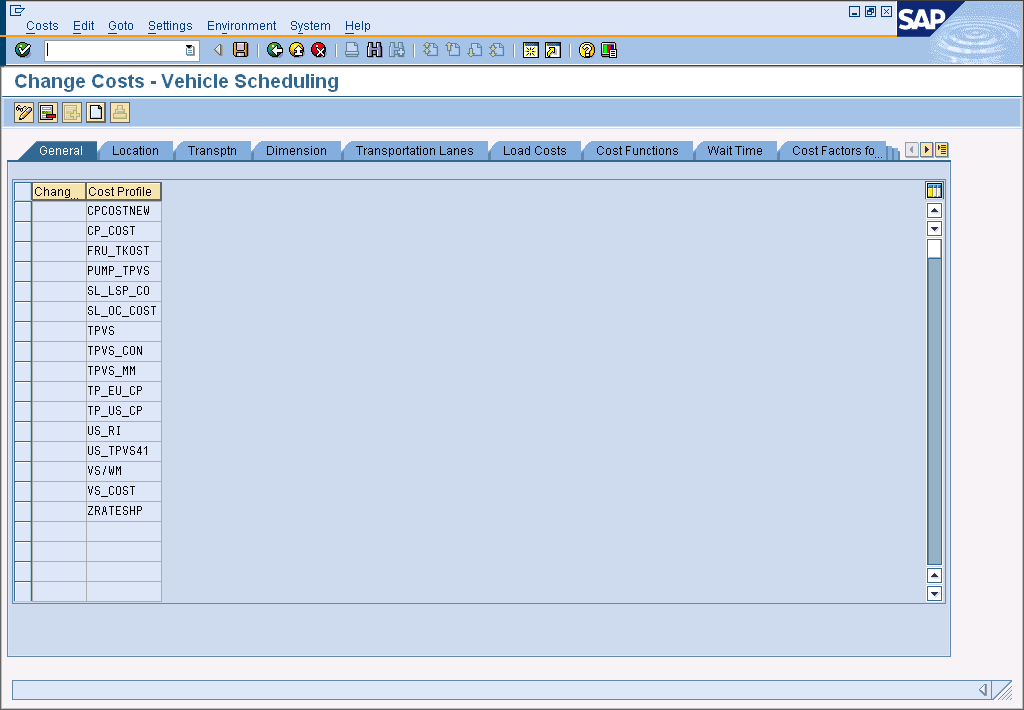 Costs Edit Goto Settings Environment System Help
SAP
Change Costs - Vehicle Scheduling
General Location Transptn Dimension Transportation Lanes Load Costs Cost Functions Wait Time Cost Factors fo...
Chang... Cost Profile
CPCOSTNEW
CP_COST
FRU_TKOST
PUMP_TPVS
SL_LSP_CO
SL_OC_COST
TPVS
TPVS_CON
TPVS_MM
TP_EU_CP
TP_US_CP
US_RI
US_TPVS41
VS/WM
VS_COST
ZRATESHP